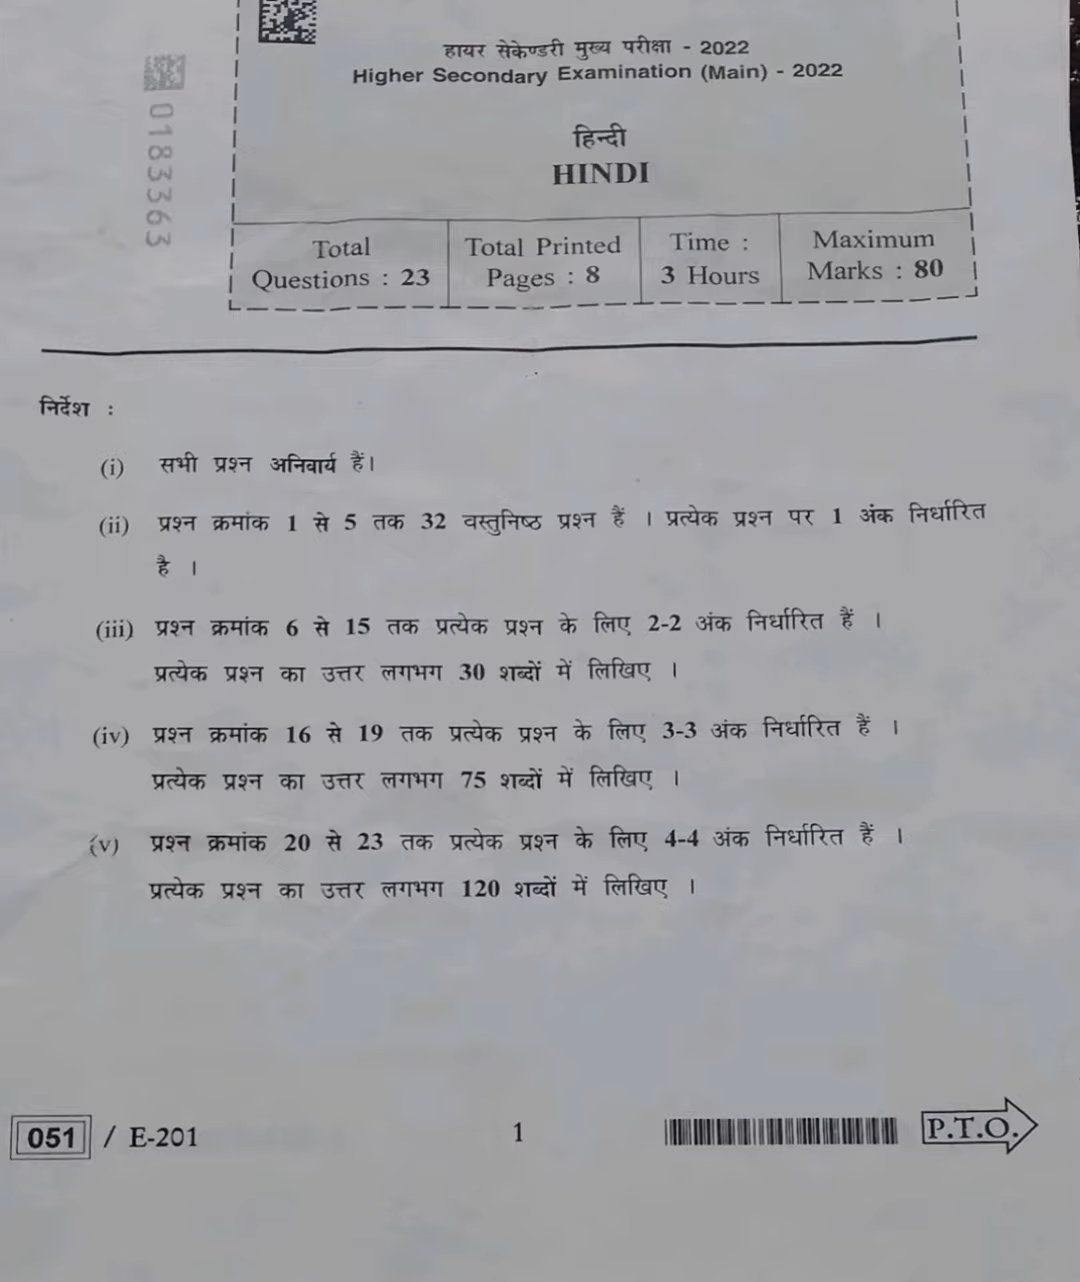 हायर सेकेण्डरी मुख्य परीक्षा - 2022
Higher Secondary Examination (Main) - 2022
0183363
हिन्दी
HINDI
Total Questions : 23
Total Printed Pages : 8
Time : 3 Hours
Maximum Marks : 80
निर्देश :
(i) सभी प्रश्न अनिवार्य हैं।
(ii) प्रश्न क्रमांक 1 से 5 तक 32 वस्तुनिष्ठ प्रश्न हैं । प्रत्येक प्रश्न पर 1 अंक निर्धारित
है ।
(iii) प्रश्न क्रमांक 6 से 15 तक प्रत्येक प्रश्न के लिए 2-2 अंक निर्धारित हैं ।
प्रत्येक प्रश्न का उत्तर लगभग 30 शब्दों में लिखिए ।
(iv) प्रश्न क्रमांक 16 से 19 तक प्रत्येक प्रश्न के लिए 3-3 अंक निर्धारित हैं ।
प्रत्येक प्रश्न का उत्तर लगभग 75 शब्दों में लिखिए ।
(v) प्रश्न क्रमांक 20 से 23 तक प्रत्येक प्रश्न के लिए 4-4 अंक निर्धारित हैं ।
प्रत्येक प्रश्न का उत्तर लगभग 120 शब्दों में लिखिए ।
051 / E-201
1
P.T.O.